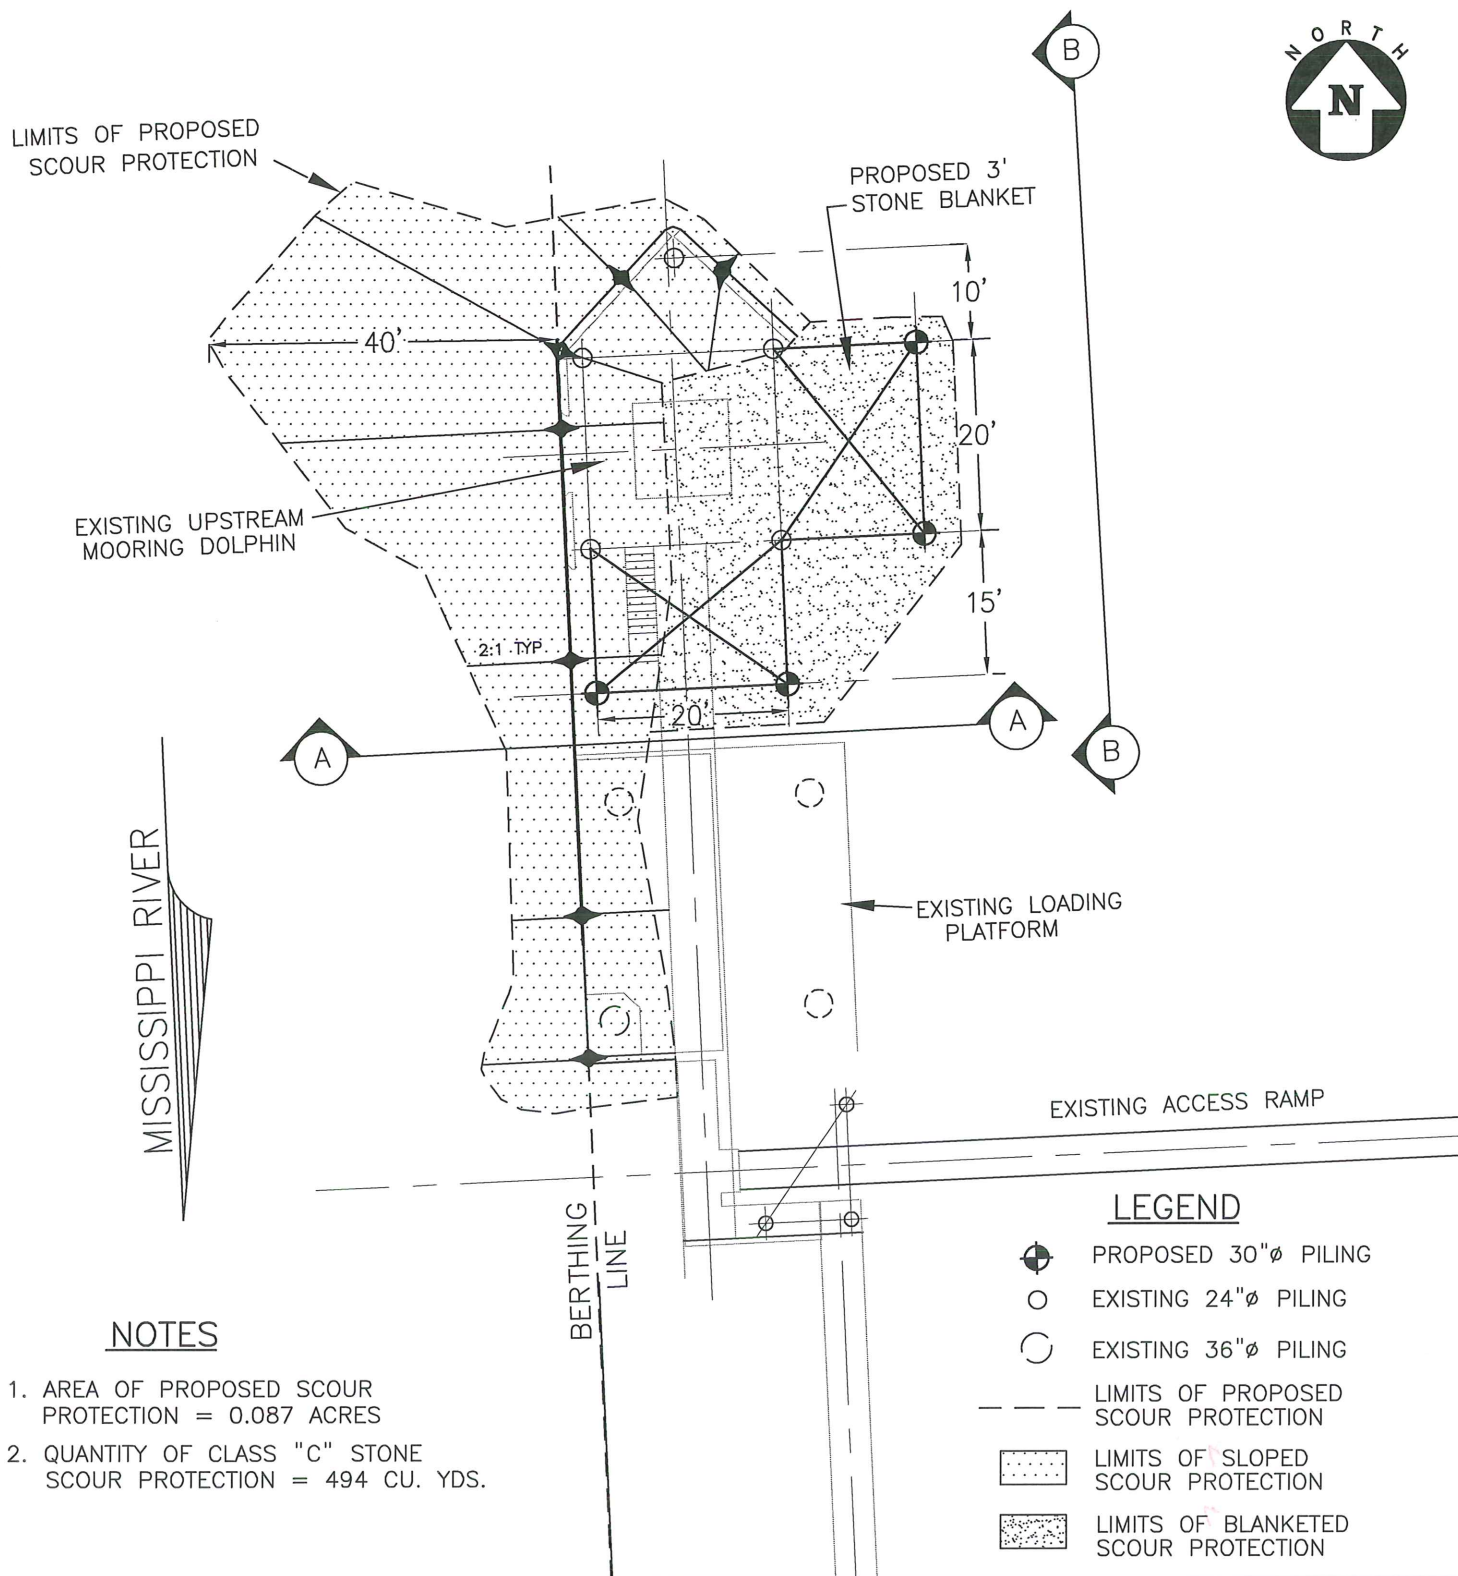 B
NORTH
N
LIMITS OF PROPOSED
SCOUR PROTECTION
PROPOSED 3'
STONE BLANKET
10'
40'
20'
EXISTING UPSTREAM
MOORING DOLPHIN
15'
2:1 TYP.
20'
A
A
B
MISSISSIPPI RIVER
EXISTING LOADING
PLATFORM
EXISTING ACCESS RAMP
BERTHING
LINE
LEGEND
PROPOSED 30"ø PILING
EXISTING 24"ø PILING
EXISTING 36"ø PILING
LIMITS OF PROPOSED
SCOUR PROTECTION
LIMITS OF SLOPED
SCOUR PROTECTION
LIMITS OF BLANKETED
SCOUR PROTECTION
NOTES
1. AREA OF PROPOSED SCOUR
PROTECTION = 0.087 ACRES
2. QUANTITY OF CLASS "C" STONE
SCOUR PROTECTION = 494 CU. YDS.